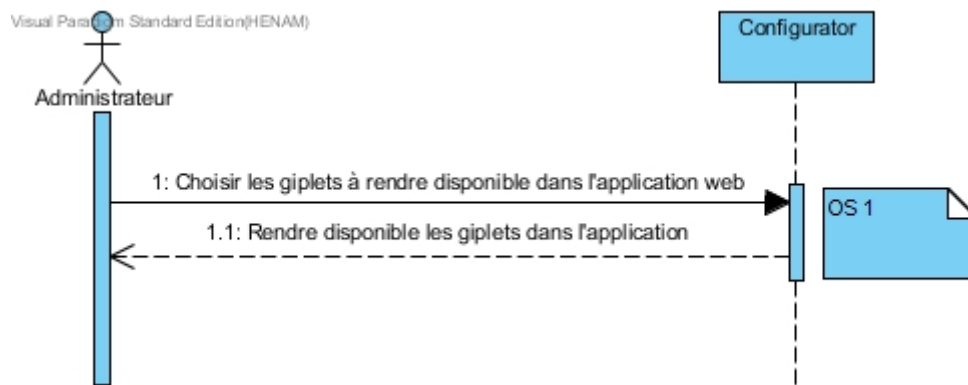 Visual Paradigm Standard Edition(HENAM)
Configurator
Administrateur
1: Choisir les giplets à rendre disponible dans l'application web
OS 1
1.1: Rendre disponible les giplets dans l'application